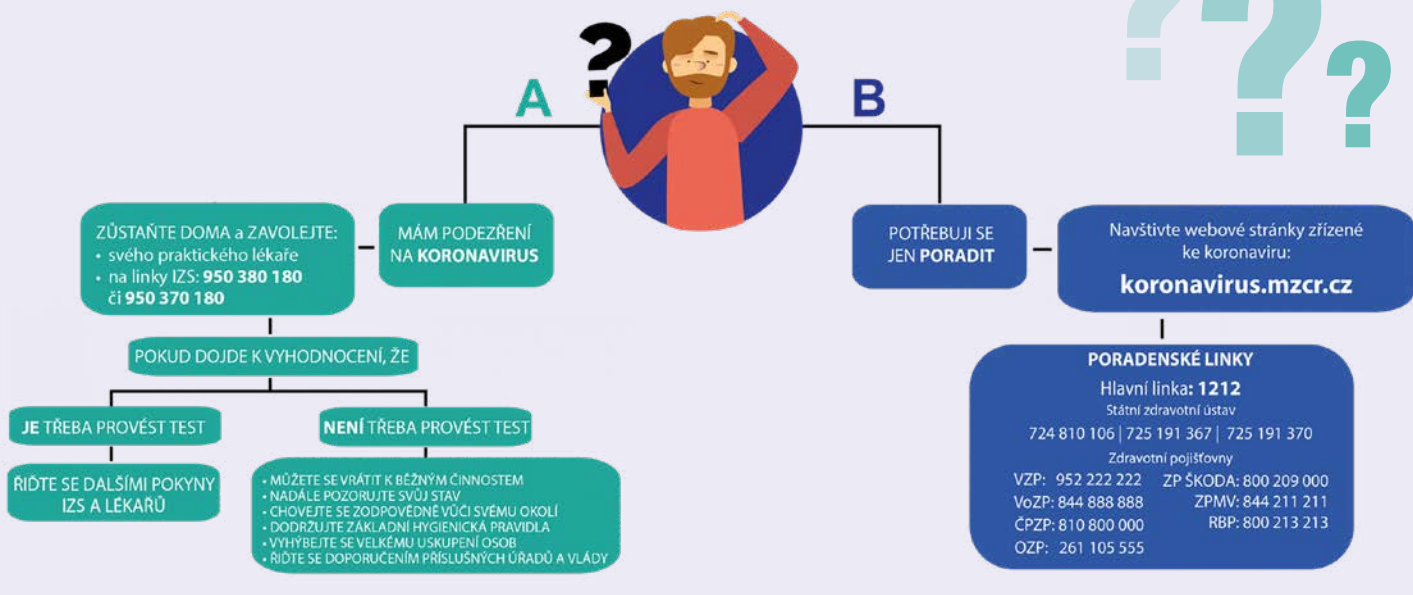 ?
???
A
B
MÁM PODEZŘENÍ
NA KORONAVIRUS
ZŮSTAŇTE DOMA a ZAVOLEJTE:
• svého praktického lékaře
• na linky IZS: 950 380 180
či 950 370 180
POKUD DOJDE K VYHODNOCENÍ, ŽE
JE TŘEBA PROVÉST TEST
ŘIĎTE SE DALŠÍMI POKYNY
IZS A LÉKAŘŮ
NENÍ TŘEBA PROVÉST TEST
• MŮŽETE SE VRÁTIT K BĚŽNÝM ČINNOSTEM
• NADÁLE POZORUJTE SVŮJ STAV
• CHOVEJTE SE ZODPOVĚDNĚ VŮČI SVÉMU OKOLÍ
• DODRŽUJTE ZÁKLADNÍ HYGIENICKÁ PRAVIDLA
• VYHÝBEJTE SE VELKÉMU USKUPENÍ OSOB
• ŘIĎTE SE DOPORUČENÍM PŘÍSLUŠNÝCH ÚŘADŮ A VLÁDY
POTŘEBUJI SE
JEN PORADIT
Navštivte webové stránky zřízené
ke koronaviru:
koronavirus.mzcr.cz
PORADENSKÉ LINKY
Hlavní linka: 1212
Státní zdravotní ústav
724 810 106 | 725 191 367 | 725 191 370
Zdravotní pojišťovny
VZP: 952 222 222 ZP ŠKODA: 800 209 000
VoZP: 844 888 888 ZPMV: 844 211 211
ČPZP: 810 800 000 RBP: 800 213 213
OZP: 261 105 555